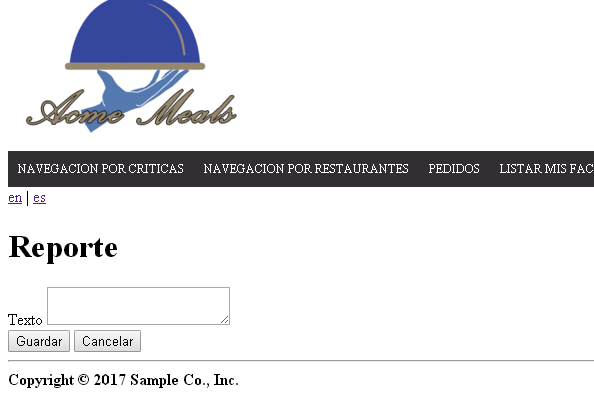 Acme Meals
NAVEGACION POR CRITICAS NAVEGACION POR RESTAURANTES PEDIDOS LISTAR MIS FAC
en | es
Reporte
Texto
Guardar Cancelar
Copyright © 2017 Sample Co., Inc.